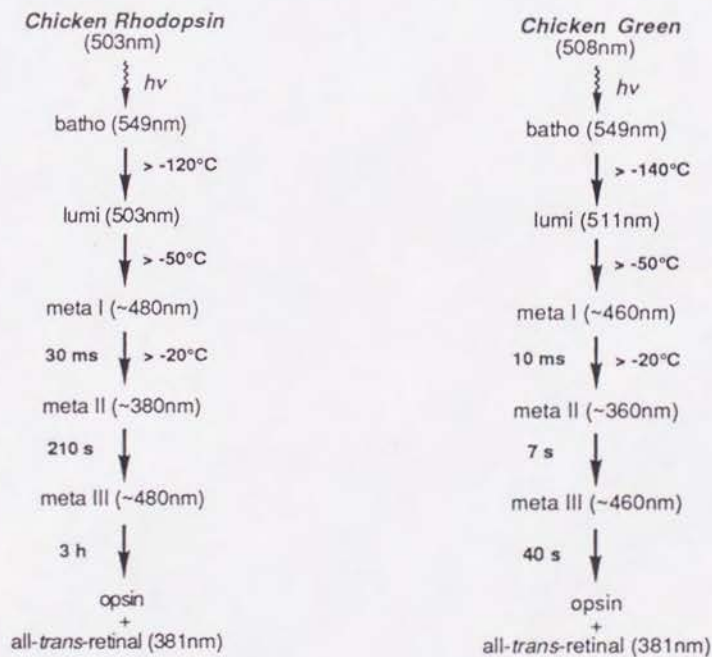 Chicken Rhodopsin
(503nm)
hν
batho (549nm)
> -120°C
lumi (503nm)
> -50°C
meta I (~480nm)
30 ms > -20°C
meta II (~380nm)
210 s
meta III (~480nm)
3 h
opsin
+
all-trans-retinal (381nm)
Chicken Green
(508nm)
hν
batho (549nm)
> -140°C
lumi (511nm)
> -50°C
meta I (~460nm)
10 ms > -20°C
meta II (~360nm)
7 s
meta III (~460nm)
40 s
opsin
+
all-trans-retinal (381nm)